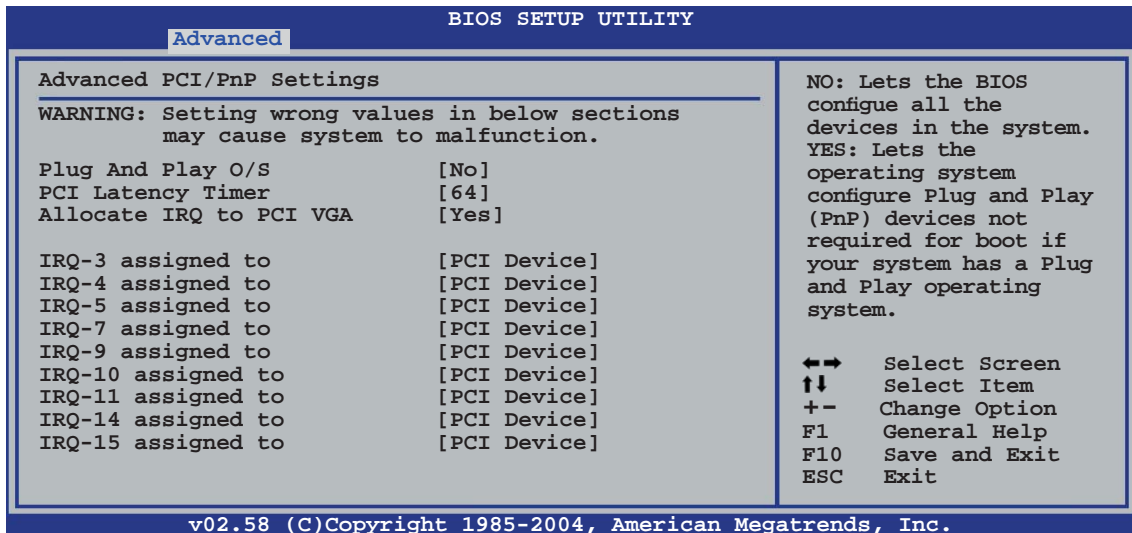 BIOS SETUP UTILITY
Advanced
Advanced PCI/PnP Settings
WARNING: Setting wrong values in below sections
may cause system to malfunction.
Plug And Play O/S [No]
PCI Latency Timer [64]
Allocate IRQ to PCI VGA [Yes]
IRQ-3 assigned to [PCI Device]
IRQ-4 assigned to [PCI Device]
IRQ-5 assigned to [PCI Device]
IRQ-7 assigned to [PCI Device]
IRQ-9 assigned to [PCI Device]
IRQ-10 assigned to [PCI Device]
IRQ-11 assigned to [PCI Device]
IRQ-14 assigned to [PCI Device]
IRQ-15 assigned to [PCI Device]
NO: Lets the BIOS
configue all the
devices in the system.
YES: Lets the
operating system
configure Plug and Play
(PnP) devices not
required for boot if
your system has a Plug
and Play operating
system.
←→ Select Screen
↑↓ Select Item
+- Change Option
F1 General Help
F10 Save and Exit
ESC Exit
v02.58 (C)Copyright 1985-2004, American Megatrends, Inc.